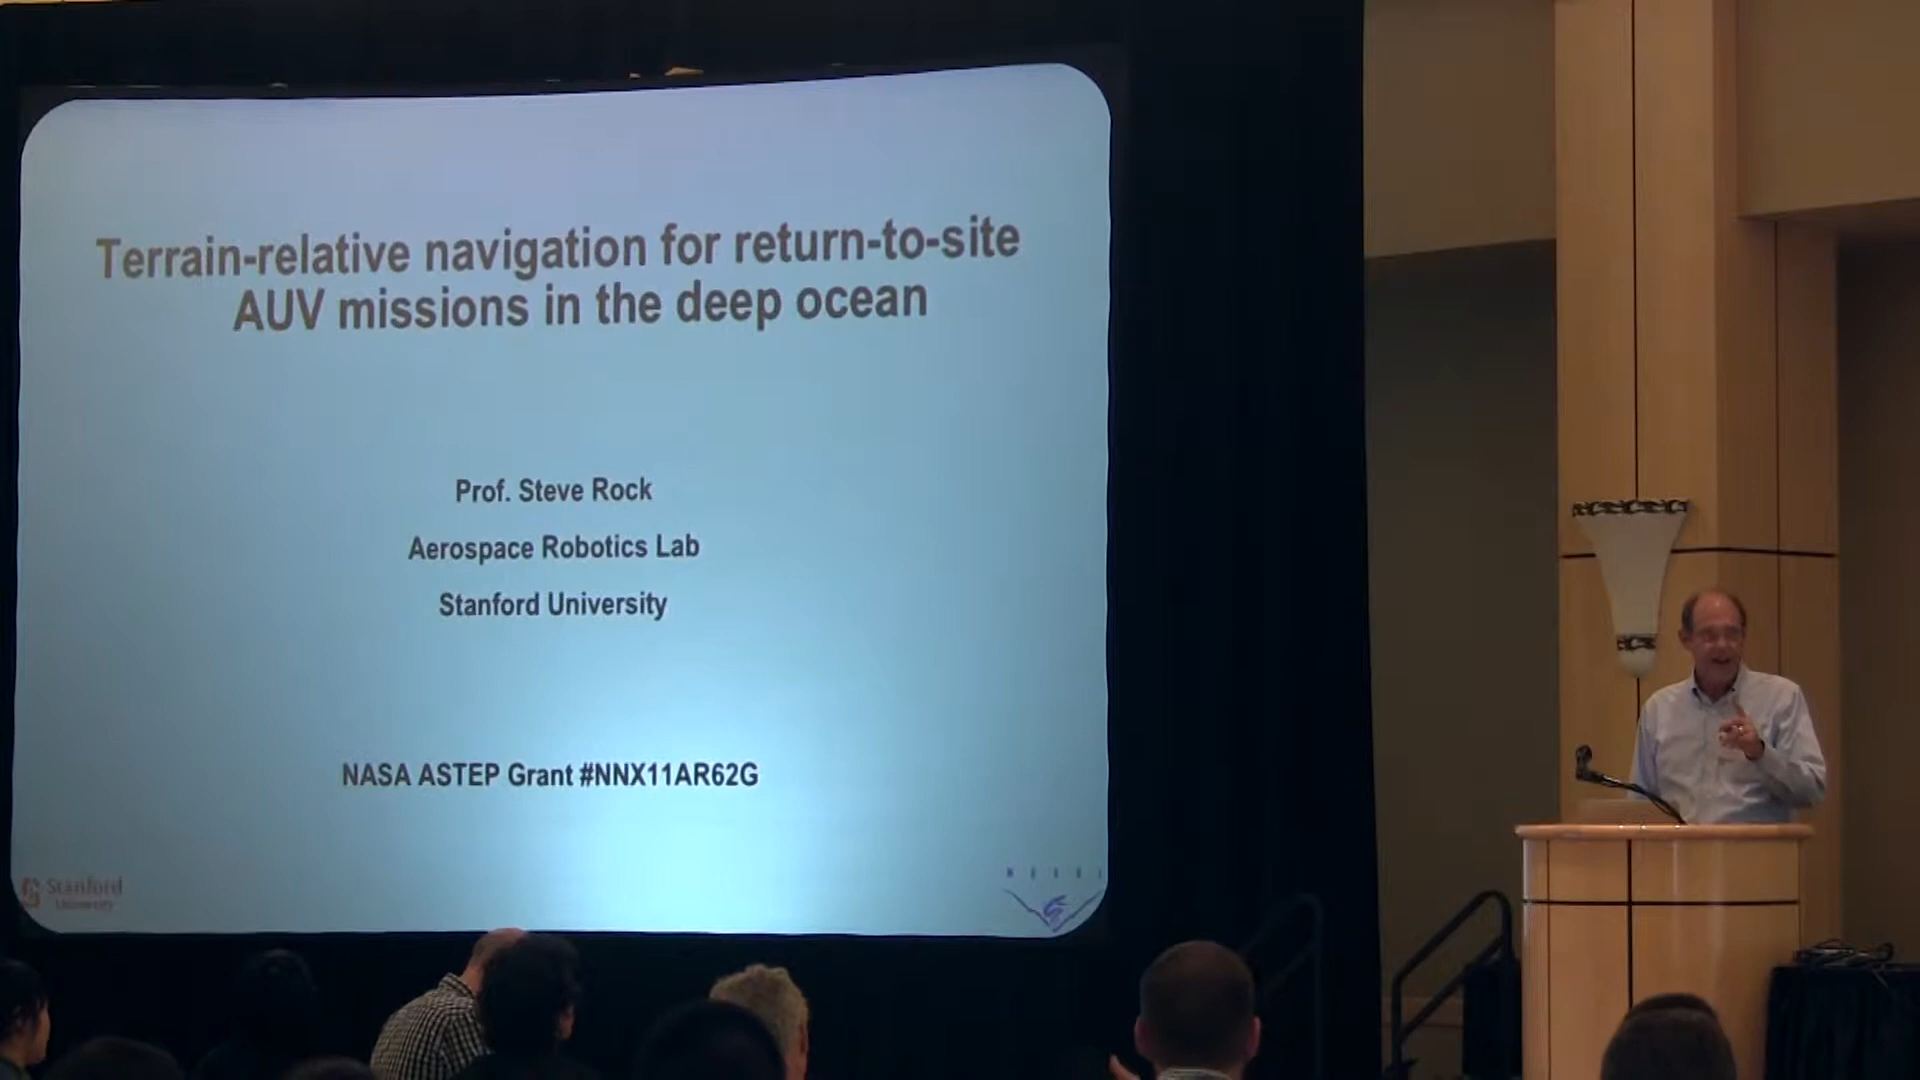 Terrain-relative navigation for return-to-site
AUV missions in the deep ocean
Prof. Steve Rock
Aerospace Robotics Lab
Stanford University
NASA ASTEP Grant #NNX11AR62G
Stanford
University